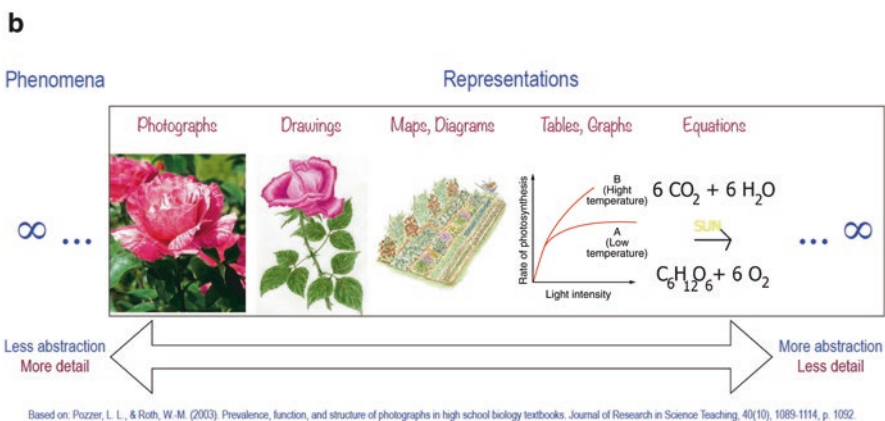 b
Phenomena
Representations
Photographs
Drawings
Maps, Diagrams
Tables, Graphs
Equations
∞ ...
Rate of photosynthesis
B
(Hight
temperature)
A
(Low
temperature)
Light intensity
6 CO2 + 6 H2O
SUN
C6H12O6 + 6 O2
... ∞
Less abstraction
More detail
More abstraction
Less detail
Based on: Pozzer, L. L., & Roth, W.-M. (2003). Prevalence, function, and structure of photographs in high school biology textbooks. Journal of Research in Science Teaching, 40(10), 1089-1114, p. 1092.